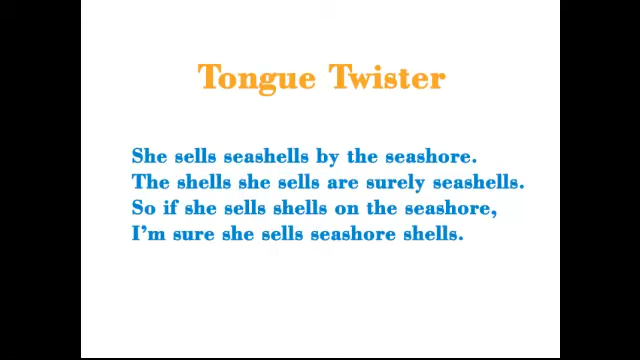 Tongue Twister
She sells seashells by the seashore.
The shells she sells are surely seashells.
So if she sells shells on the seashore,
I'm sure she sells seashore shells.